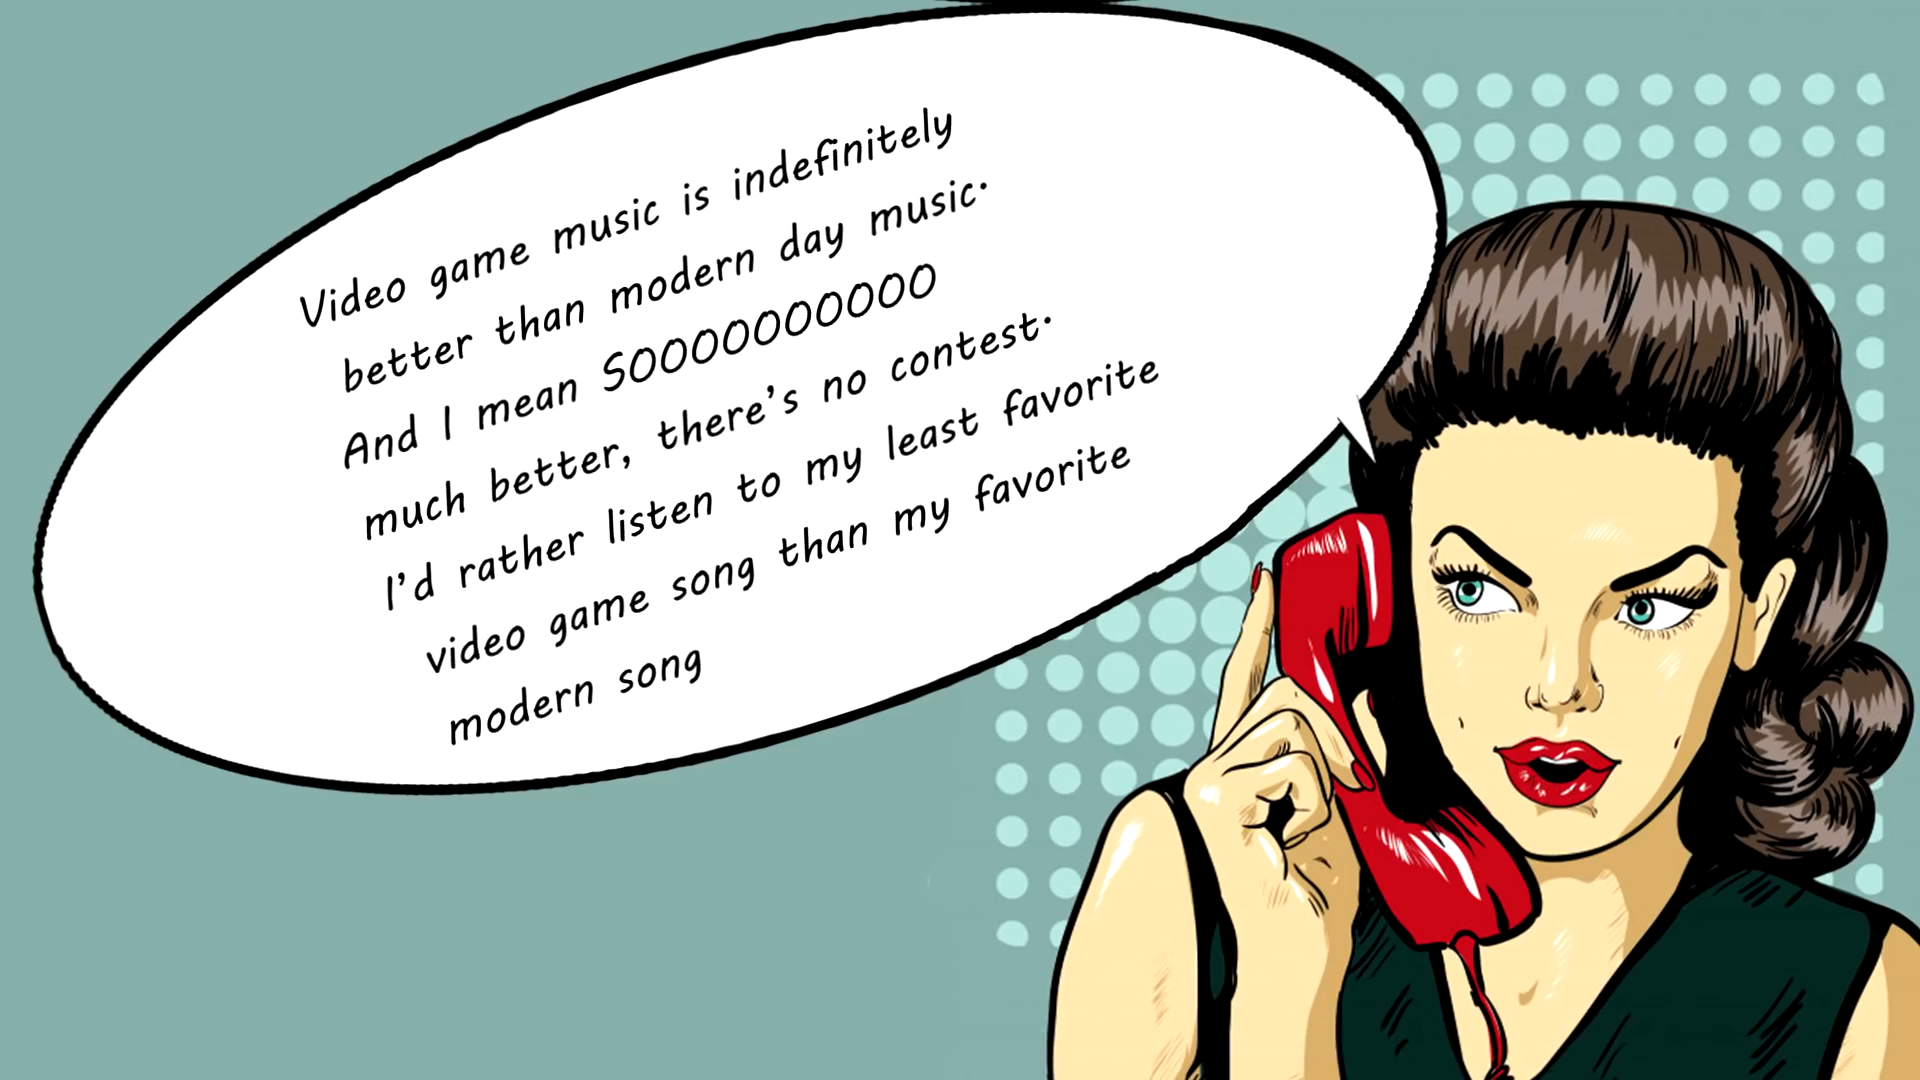 Video game music is indefinitely
better than modern day music.
And I mean SOOOOOOOOOO
much better, there's no contest.
I'd rather listen to my least favorite
video game song than my favorite
modern song